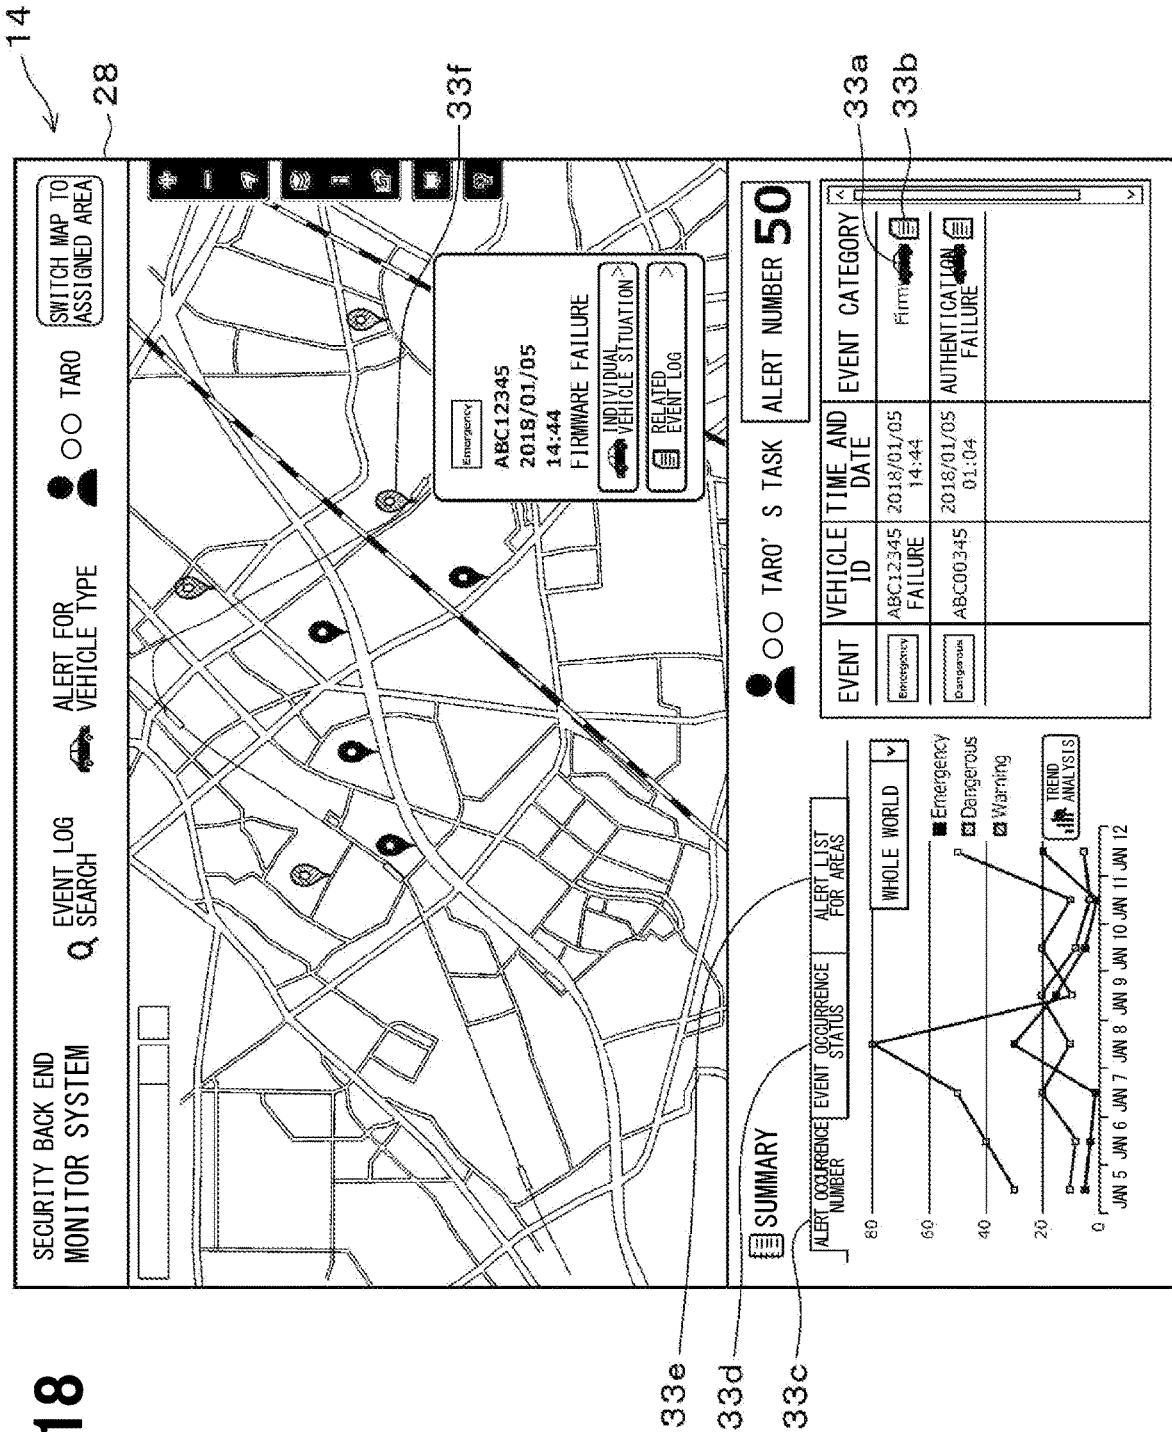 18
14
28
SECURITY BACK END
MONITOR SYSTEM
EVENT LOG
SEARCH
ALERT FOR
VEHICLE TYPE
○○ TARO
SWITCH MAP TO
ASSIGNED AREA
33f
Emergency
ABC12345
2018/01/05
14:44
FIRMWARE FAILURE
INDIVIDUAL
VEHICLE SITUATION >
RELATED
EVENT LOG >
33e
33d
33c
SUMMARY
ALERT OCCURRENCE
NUMBER
EVENT OCCURRENCE
STATUS
ALERT LIST
FOR AREAS
WHOLE WORLD
80
60
40
20
0
Emergency
Dangerous
Warning
TREND
ANALYSIS
JAN 5 JAN 6 JAN 7 JAN 8 JAN 9 JAN 10 JAN 11 JAN 12
○○ TARO' S TASK
ALERT NUMBER 50
33a
33b
EVENT
VEHICLE
ID
TIME AND
DATE
EVENT CATEGORY
Emergency
ABC12345
FAILURE
2018/01/05
14:44
Dangerous
ABC00345
2018/01/05
01:04
AUTHENTICATION
FAILURE